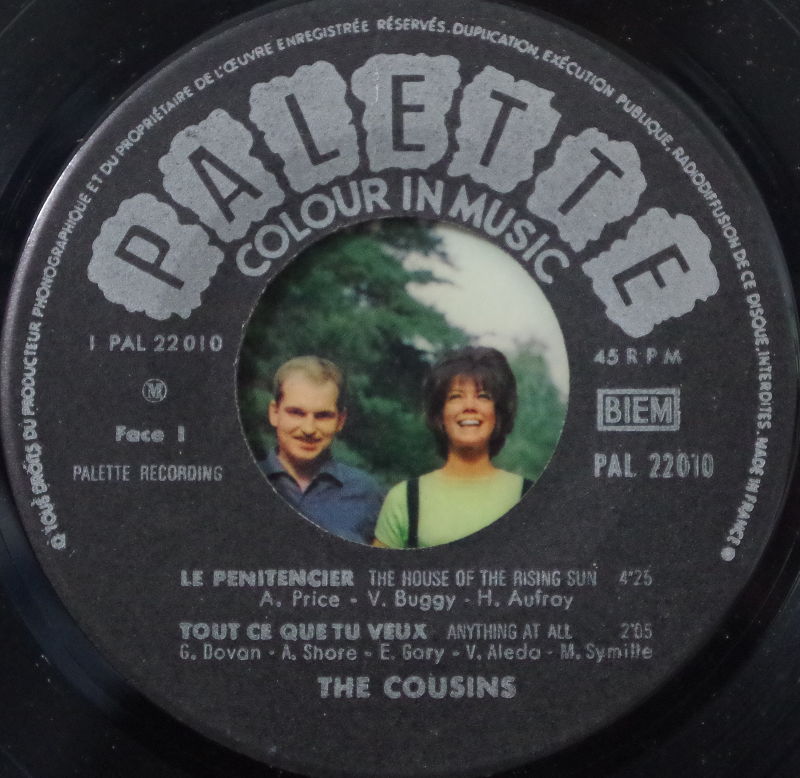 ℗ TOUS DROITS DU PRODUCTEUR PHONOGRAPHIQUE ET DU PROPRIÉTAIRE DE L'ŒUVRE ENREGISTRÉE RÉSERVÉS. DUPLICATION, EXÉCUTION PUBLIQUE, RADIODIFFUSION DE CE DISQUE, INTERDITES. MADE IN FRANCE
PALETTE
COLOUR IN MUSIC
1 PAL 22010
45 RPM
M
BIEM
Face 1
PAL 22010
PALETTE RECORDING
LE PENITENCIER THE HOUSE OF THE RISING SUN 4"25
A. Price - V. Buggy - H. Aufray
TOUT CE QUE TU VEUX ANYTHING AT ALL 2'05
G. Dovan - A. Shore - E. Gary - V. Aleda - M. Symille
THE COUSINS